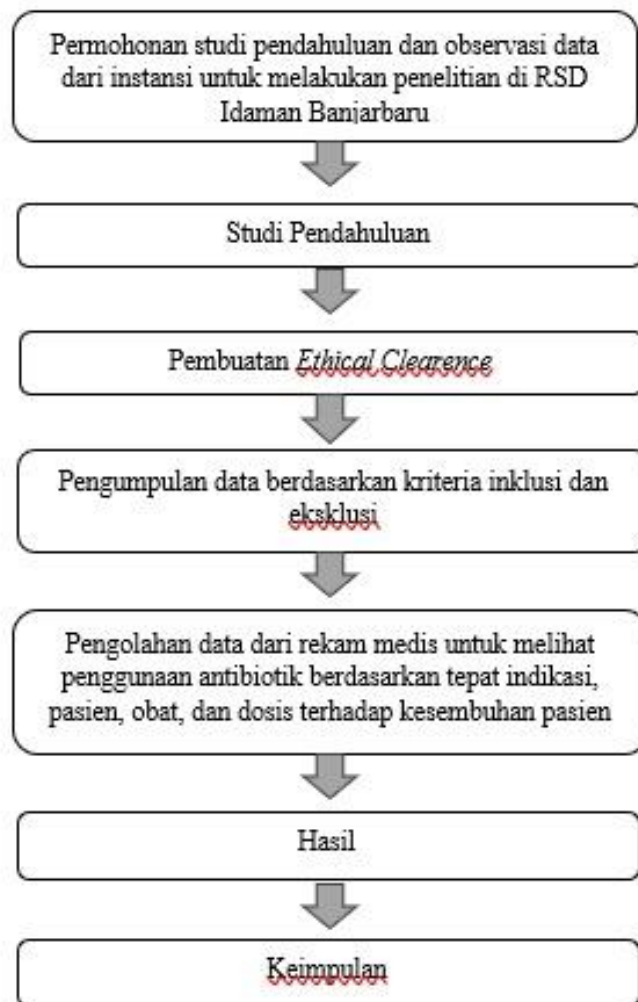 Permohonan studi pendahuluan dan observasi data
dari instansi untuk melakukan penelitian di RSD
Idaman Banjarbaru
Studi Pendahuluan
Pembuatan Ethical Clearence
Pengumpulan data berdasarkan kriteria inklusi dan
eksklusi
Pengolahan data dari rekam medis untuk melihat
penggunaan antibiotik berdasarkan tepat indikasi,
pasien, obat, dan dosis terhadap kesembuhan pasien
Hasil
Keimpulan